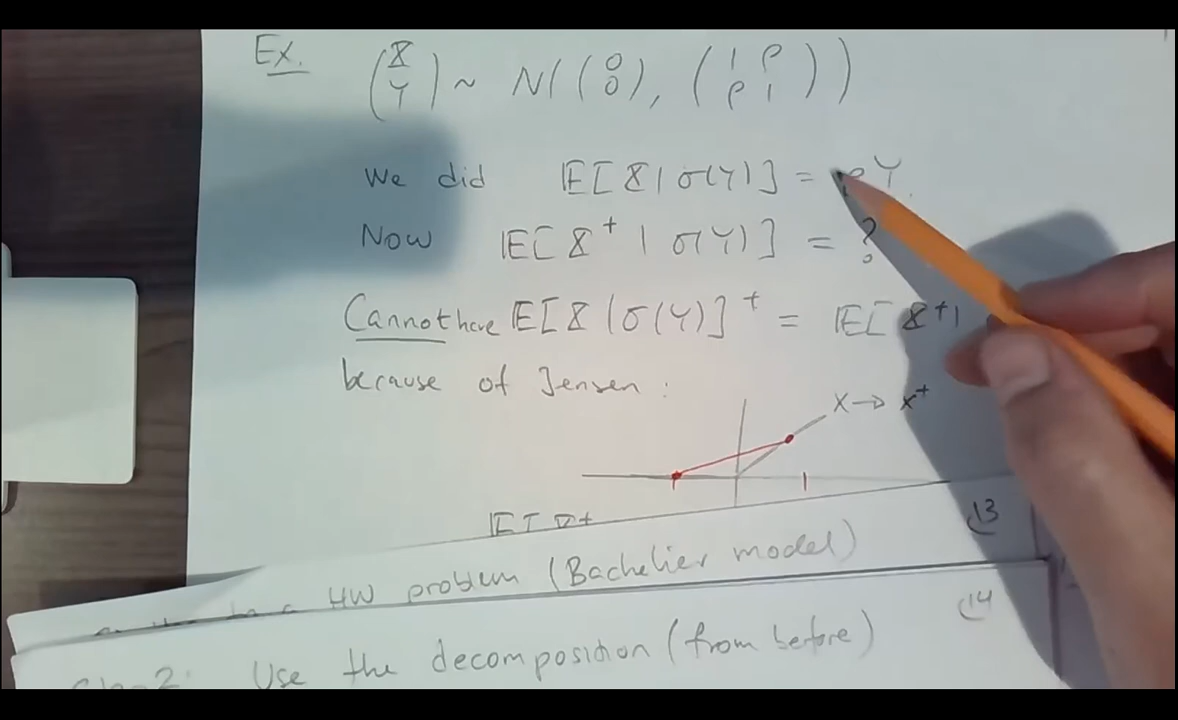 Ex. (X Y) ~ N((0 0), (1 ρ ρ 1))
We did E[X|σ(Y)] = ρY.
Now E[X⁺|σ(Y)] = ?
Cannot have E[X|σ(Y)]⁺ = E[X⁺|
because of Jensen:
x → x⁺
E[X⁺
13
a HW problem (Bachelier model)
14
2: Use the decomposition (from before)